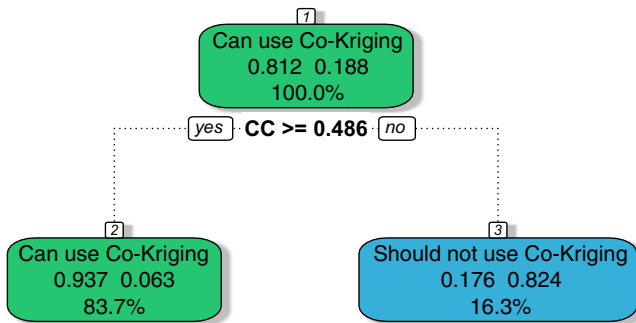 1
Can use Co-Kriging
0.812 0.188
100.0%
yes CC >= 0.486 no
2
Can use Co-Kriging
0.937 0.063
83.7%
3
Should not use Co-Kriging
0.176 0.824
16.3%